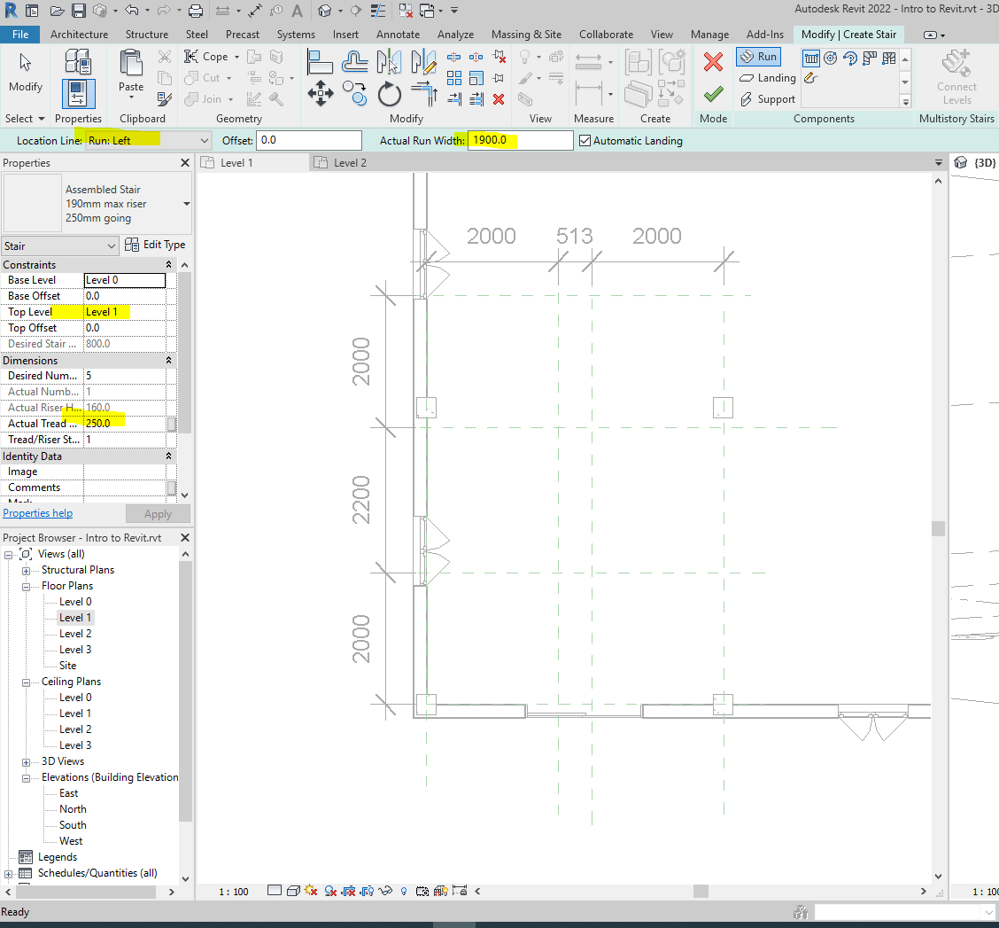 Autodesk Revit 2022 - Intro to Revit.rvt - 3D
File Architecture Structure Steel Precast Systems Insert Annotate Analyze Massing & Site Collaborate View Manage Add-Ins Modify | Create Stair
Modify
Properties
Paste
Cope
Cut
Join
Run
Landing
Support
Connect
Levels
Select Properties Clipboard Geometry Modify View Measure Create Mode Components Multistory Stairs
Location Line: Run: Left Offset: 0.0 Actual Run Width: 1900.0 Automatic Landing
Properties
Level 1 Level 2 {3D}
Assembled Stair
190mm max riser
250mm going
Stair Edit Type
Constraints
Base Level Level 0
Base Offset 0.0
Top Level Level 1
Top Offset 0.0
Desired Stair ... 800.0
Dimensions
Desired Num... 5
Actual Numb... 1
Actual Riser H... 160.0
Actual Tread ... 250.0
Tread/Riser St... 1
Identity Data
Image
Comments
Properties help Apply
2000 513 2000
2000
2200
2000
Project Browser - Intro to Revit.rvt
Views (all)
Structural Plans
Floor Plans
Level 0
Level 1
Level 2
Level 3
Site
Ceiling Plans
Level 0
Level 1
Level 2
Level 3
3D Views
Elevations (Building Elevation
East
North
South
West
Legends
Schedules/Quantities (all)
1 : 100 1 : 100
Ready